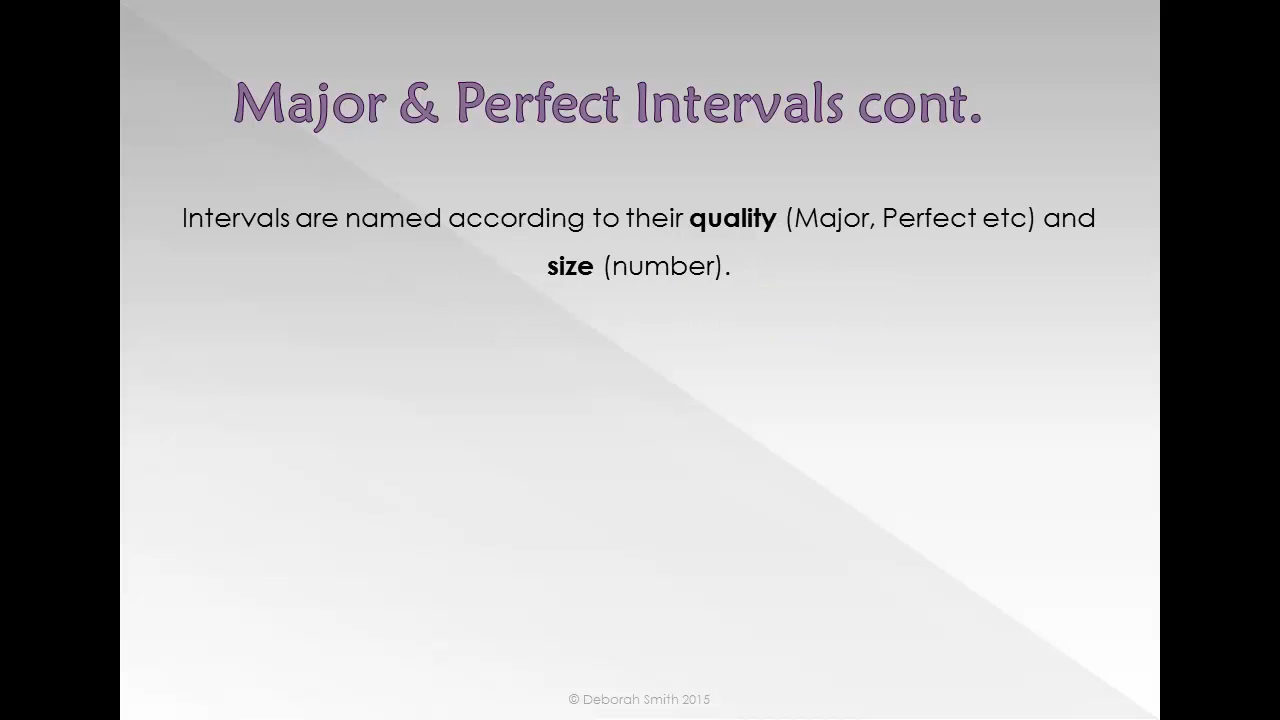 Major & Perfect Intervals cont.
Intervals are named according to their quality (Major, Perfect etc) and
size (number).
© Deborah Smith 2015